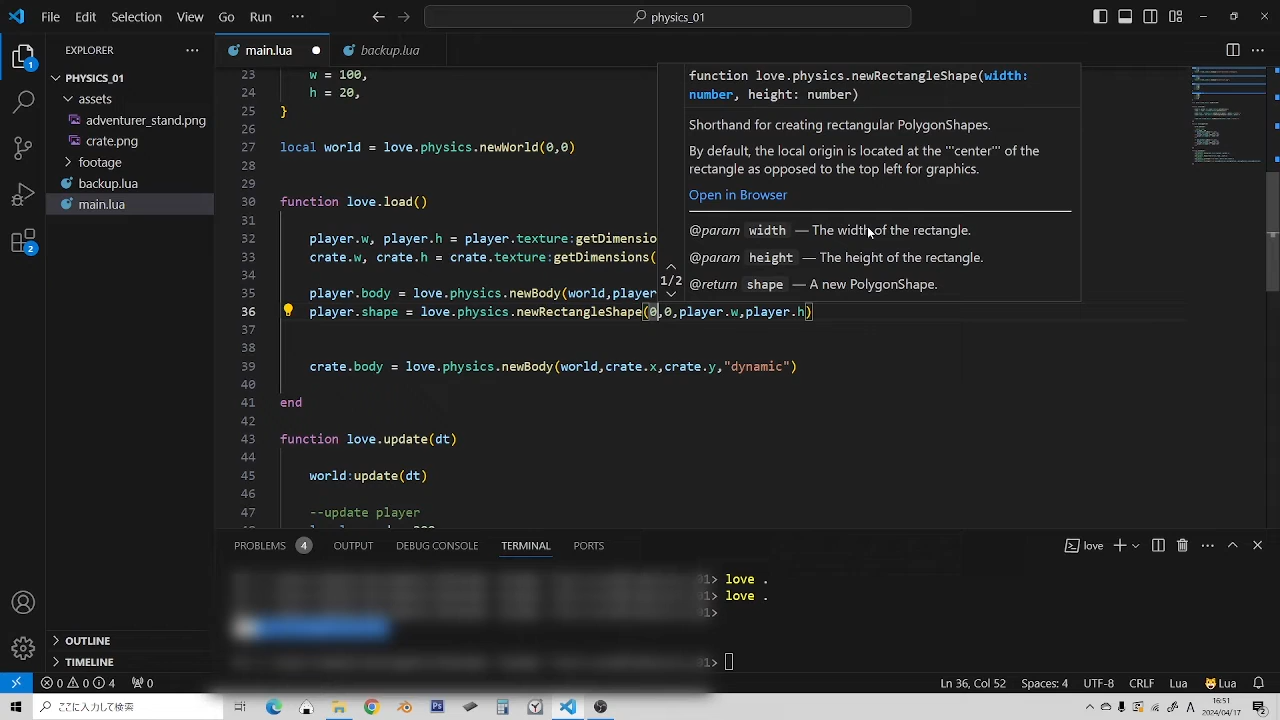 File Edit Selection View Go Run ··· physics_01
EXPLORER ···
PHYSICS_01
assets
adventurer_stand.png
crate.png
footage
backup.lua
main.lua
OUTLINE
TIMELINE
main.lua backup.lua
23 w = 100,
24 h = 20,
25 }
26
27 local world = love.physics.newWorld(0,0)
28
29
30 function love.load()
31
32 player.w, player.h = player.texture:getDimens
33 crate.w, crate.h = crate.texture:getDimensions(
34
35 player.body = love.physics.newBody(world,player
36 player.shape = love.physics.newRectangleShape(0,0,player.w,player.h)
37
38
39 crate.body = love.physics.newBody(world,crate.x,crate.y,"dynamic")
40
41 end
42
43 function love.update(dt)
44
45 world:update(dt)
46
47 --update player
function love.physics.newRectangleShape(width:
number, height: number)
Shorthand for creating rectangular PolygonShapes.
By default, the local origin is located at the '''center''' of the
rectangle as opposed to the top left for graphics.
Open in Browser
@param width — The width of the rectangle.
@param height — The height of the rectangle.
1/2 @return shape — A new PolygonShape.
PROBLEMS 4 OUTPUT DEBUG CONSOLE TERMINAL PORTS love
01> love .
01> love .
01>
01>
0 0 4 0 Ln 36, Col 52 Spaces: 4 UTF-8 CRLF Lua Lua
ここに入力して検索 16:51
2024/04/17